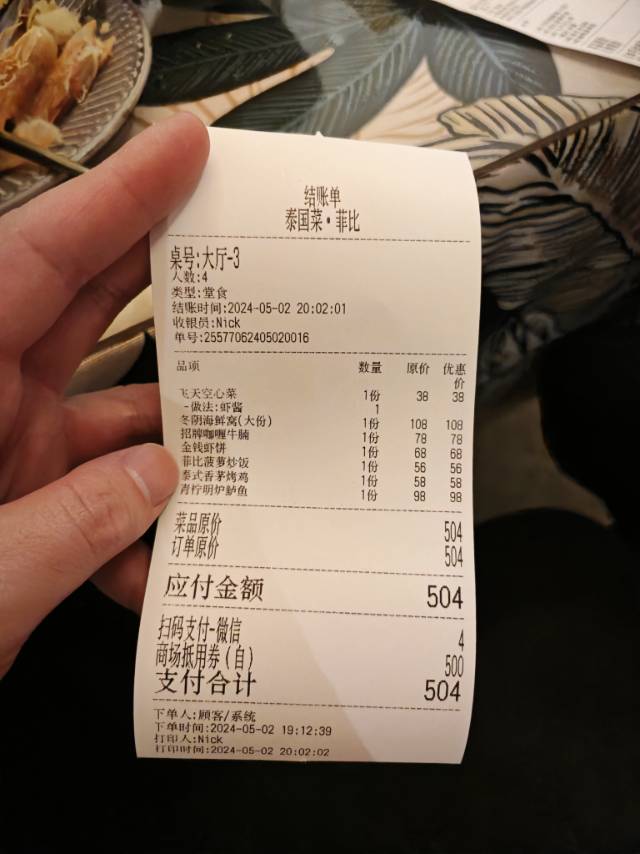 结账单
泰国菜·菲比
桌号:大厅-3
人数:4
类型:堂食
结账时间:2024-05-02 20:02:01
收银员:Nick
单号:25577062405020016
品项 数量 原价 优惠价
飞天空心菜 1份 38 38
-做法:虾酱 1
冬阴海鲜窝(大份) 1份 108 108
招牌咖喱牛腩 1份 78 78
金钱虾饼 1份 68 68
菲比菠萝炒饭 1份 56 56
泰式香茅烤鸡 1份 58 58
青柠明炉鲈鱼 1份 98 98
菜品原价 504
订单原价 504
应付金额 504
扫码支付-微信 4
商场抵用券(自) 500
支付合计 504
下单人:顾客/系统
下单时间:2024-05-02 19:12:39
打印人:Nick
打印时间:2024-05-02 20:02:02